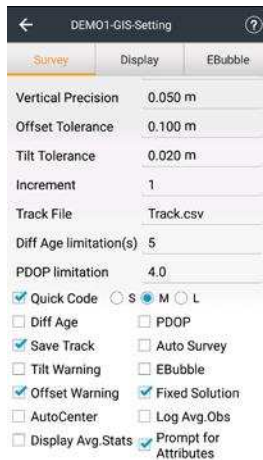 DEMO1-GIS-Setting ?
Survey Display EBubble
Vertical Precision 0.050 m
Offset Tolerance 0.100 m
Tilt Tolerance 0.020 m
Increment 1
Track File Track.csv
Diff Age limitation(s) 5
PDOP limitation 4.0
Quick Code S M L
Diff Age PDOP
Save Track Auto Survey
Tilt Warning EBubble
Offset Warning Fixed Solution
AutoCenter Log Avg.Obs
Display Avg.Stats Prompt for
Attributes